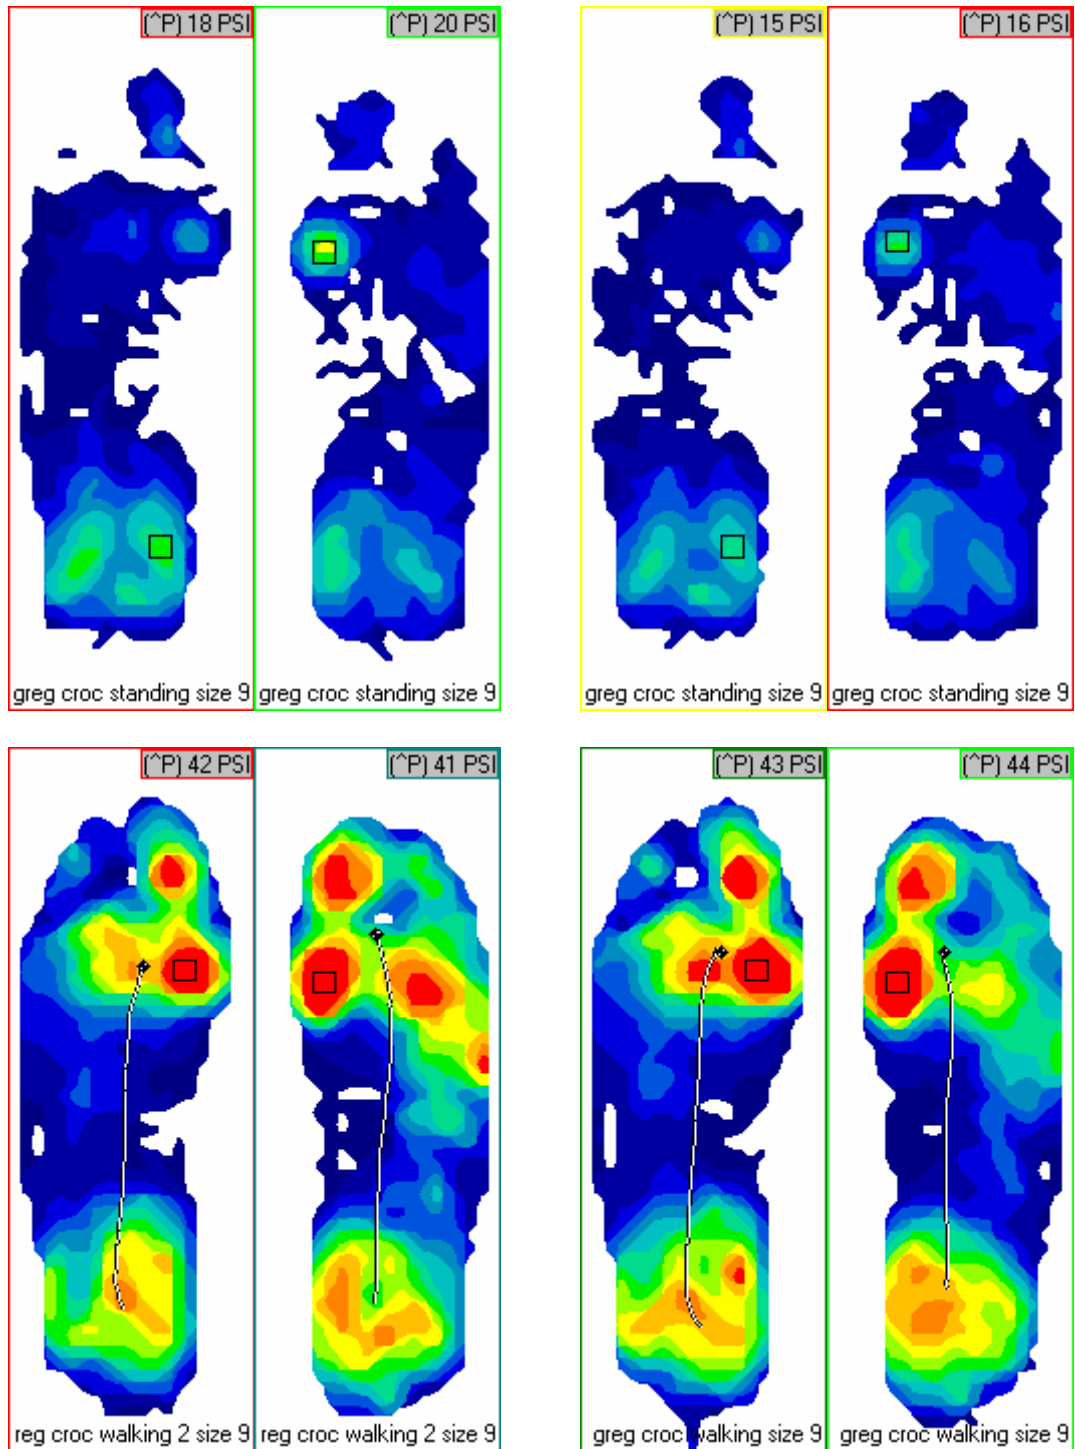 (^P) 18 PSI
(^P) 20 PSI
(^P) 15 PSI
(^P) 16 PSI
greg croc standing size 9
greg croc standing size 9
greg croc standing size 9
greg croc standing size 9
(^P) 42 PSI
(^P) 41 PSI
(^P) 43 PSI
(^P) 44 PSI
reg croc walking 2 size 9
reg croc walking 2 size 9
greg croc walking size 9
greg croc walking size 9